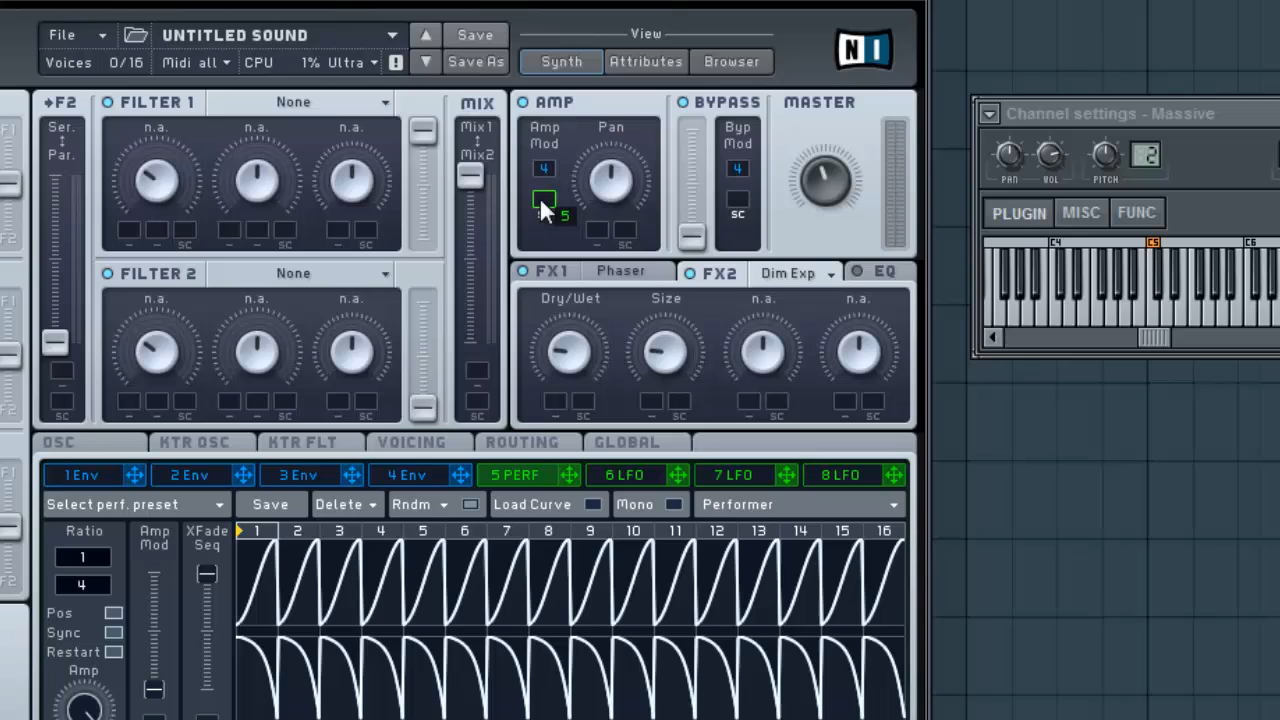 File UNTITLED SOUND Save View
Voices 0/16 Midi all CPU 1% Ultra ! Save As Synth Attributes Browser NI
F2 FILTER 1 None MIX AMP BYPASS MASTER
Ser. Par. n.a. n.a. n.a. Mix1 Mix2 Amp Mod Pan Byp Mod
4 4
5 SC
- - SC - SC
FILTER 2 None FX1 Phaser FX2 Dim Exp EQ
n.a. n.a. n.a. Dry/Wet Size n.a. n.a.
-
SC - - SC - SC SC - SC - SC - SC - SC
OSC KTR OSC KTR FLT VOICING ROUTING GLOBAL
1 Env 2 Env 3 Env 4 Env 5 PERF 6 LFO 7 LFO 8 LFO
Select perf. preset Save Delete Rndm Load Curve Mono Performer
Ratio Amp Mod XFade Seq 1 2 3 4 5 6 7 8 9 10 11 12 13 14 15 16
1
4
Pos
Sync
Restart
Amp
Channel settings - Massive
PAN VOL PITCH 2
PLUGIN MISC FUNC
C4 C5 C6
F1
F2
F1
F2
F1
F2